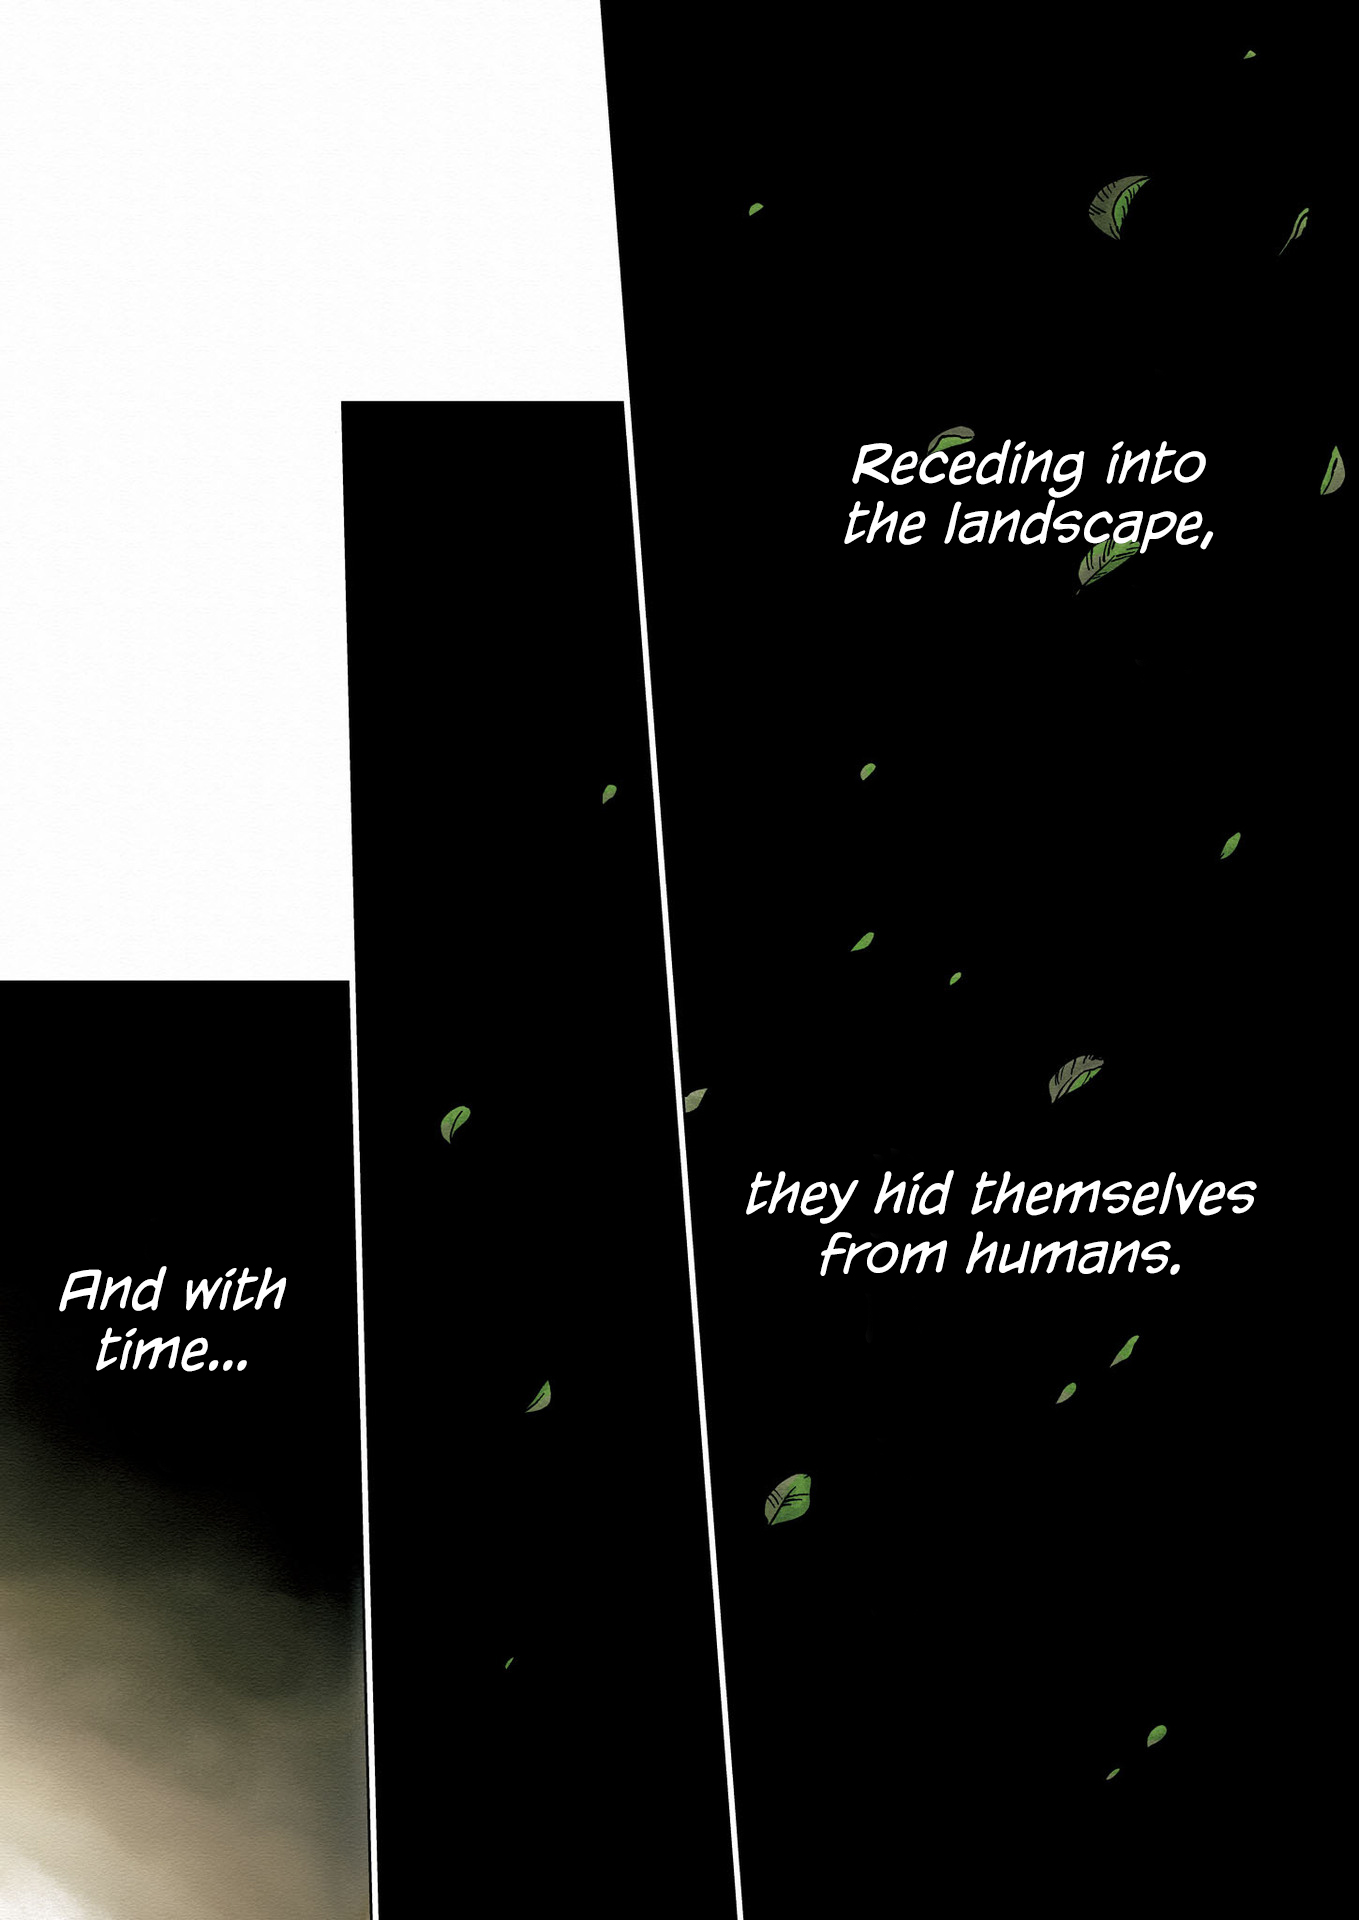 Receding into
the landscape,
they hid themselves
from humans.
And with
time...